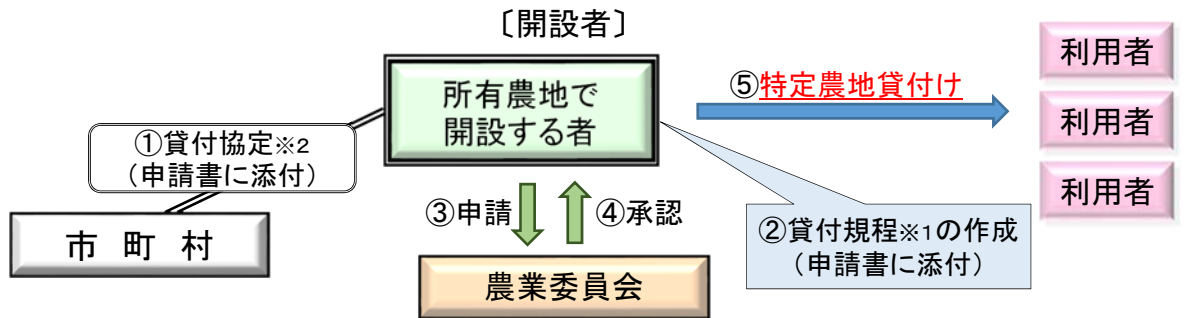 〔開設者〕
所有農地で
開設する者
⑤特定農地貸付け
利用者
利用者
利用者
①貸付協定※2
（申請書に添付）
市 町 村
③申請
④承認
②貸付規程※1の作成
（申請書に添付）
農業委員会